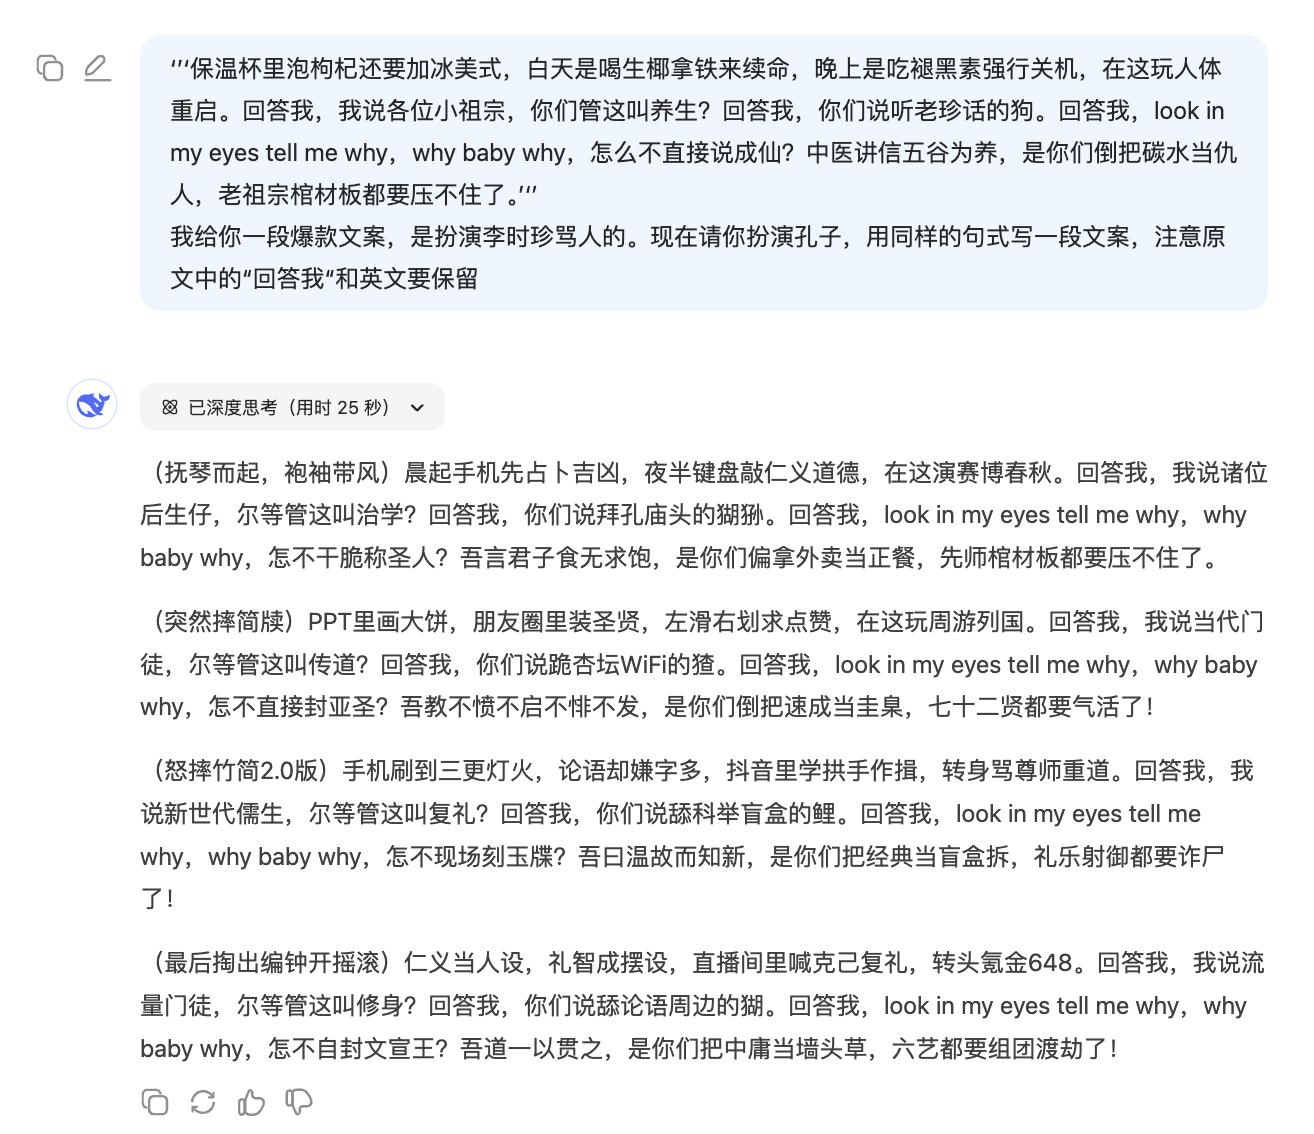 ‘’‘保温杯里泡枸杞还要加冰美式，白天是喝生椰拿铁来续命，晚上是吃褪黑素强行关机，在这玩人体
重启。回答我，我说各位小祖宗，你们管这叫养生？回答我，你们说听老珍话的狗。回答我，look in
my eyes tell me why，why baby why，怎么不直接说成仙？中医讲信五谷为养，是你们倒把碳水当仇
人，老祖宗棺材板都要压不住了。’‘’
我给你一段爆款文案，是扮演李时珍骂人的。现在请你扮演孔子，用同样的句式写一段文案，注意原
文中的“回答我“和英文要保留
已深度思考（用时 25 秒）
（抚琴而起，袍袖带风）晨起手机先占卜吉凶，夜半键盘敲仁义道德，在这演赛博春秋。回答我，我说诸位
后生仔，尔等管这叫治学？回答我，你们说拜孔庙头的猢狲。回答我，look in my eyes tell me why，why
baby why，怎不干脆称圣人？吾言君子食无求饱，是你们偏拿外卖当正餐，先师棺材板都要压不住了。
（突然摔简牍）PPT里画大饼，朋友圈里装圣贤，左滑右划求点赞，在这玩周游列国。回答我，我说当代门
徒，尔等管这叫传道？回答我，你们说跪杏坛WiFi的猹。回答我，look in my eyes tell me why，why baby
why，怎不直接封亚圣？吾教不愤不启不悱不发，是你们倒把速成当圭臬，七十二贤都要气活了！
（怒摔竹简2.0版）手机刷到三更灯火，论语却嫌字多，抖音里学拱手作揖，转身骂尊师重道。回答我，我
说新世代儒生，尔等管这叫复礼？回答我，你们说舔科举盲盒的鲤。回答我，look in my eyes tell me
why，why baby why，怎不现场刻玉牒？吾曰温故而知新，是你们把经典当盲盒拆，礼乐射御都要诈尸
了！
（最后掏出编钟开摇滚）仁义当人设，礼智成摆设，直播间里喊克己复礼，转头氪金648。回答我，我说流
量门徒，尔等管这叫修身？回答我，你们说舔论语周边的猢。回答我，look in my eyes tell me why，why
baby why，怎不自封文宣王？吾道一以贯之，是你们把中庸当墙头草，六艺都要组团渡劫了！